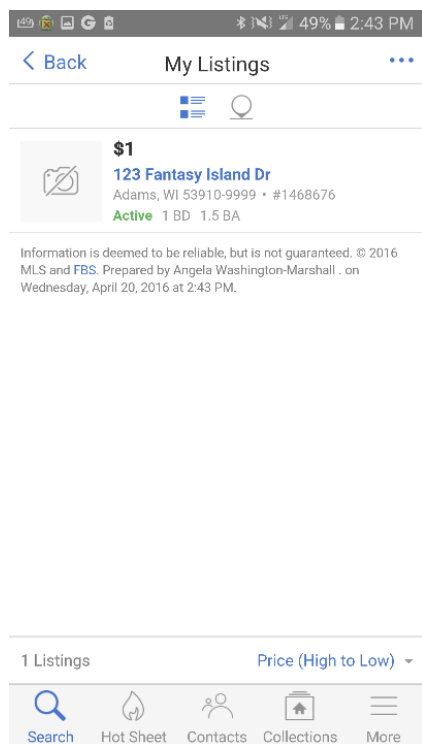 49% 2:43 PM
Back My Listings
$1
123 Fantasy Island Dr
Adams, WI 53910-9999 • #1468676
Active 1 BD 1.5 BA
Information is deemed to be reliable, but is not guaranteed. © 2016
MLS and FBS. Prepared by Angela Washington-Marshall . on
Wednesday, April 20, 2016 at 2:43 PM.
1 Listings Price (High to Low)
Search Hot Sheet Contacts Collections More